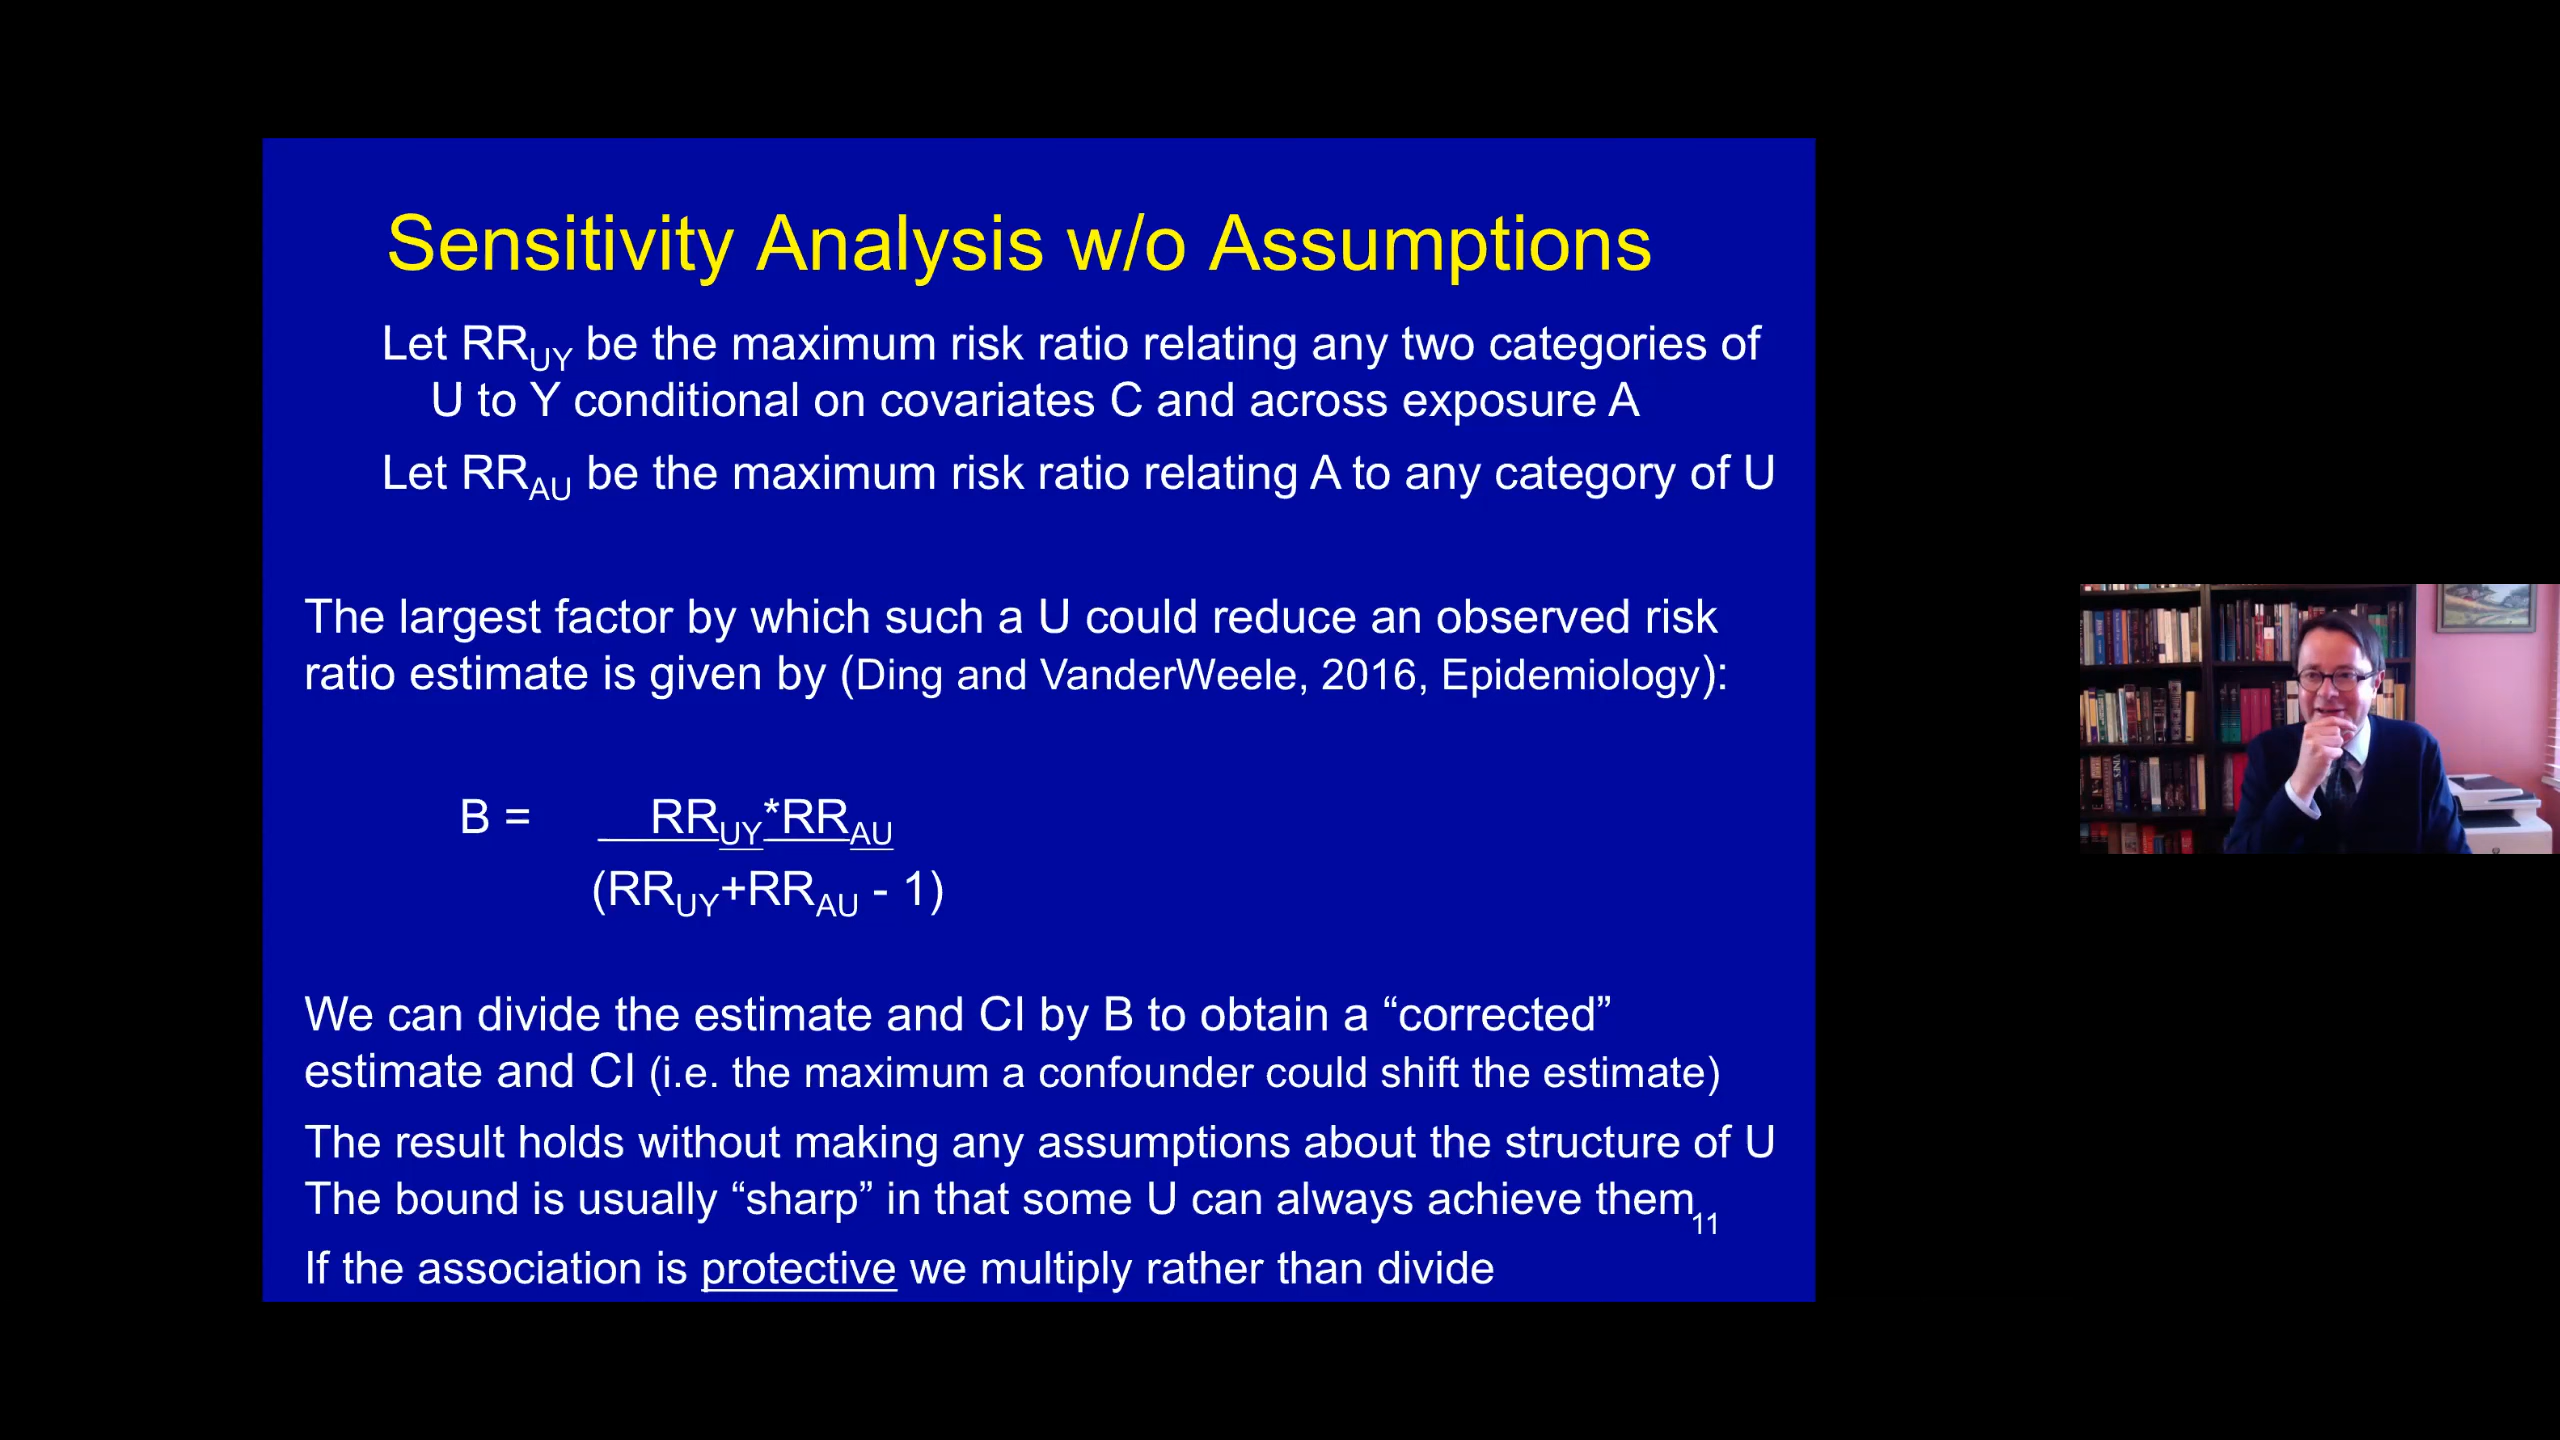 Sensitivity Analysis w/o Assumptions
Let RRUY be the maximum risk ratio relating any two categories of
U to Y conditional on covariates C and across exposure A
Let RRAU be the maximum risk ratio relating A to any category of U
The largest factor by which such a U could reduce an observed risk
ratio estimate is given by (Ding and VanderWeele, 2016, Epidemiology):
B = RRUY*RRAU
(RRUY+RRAU - 1)
We can divide the estimate and CI by B to obtain a “corrected”
estimate and CI (i.e. the maximum a confounder could shift the estimate)
The result holds without making any assumptions about the structure of U
The bound is usually “sharp” in that some U can always achieve them
11
If the association is protective we multiply rather than divide